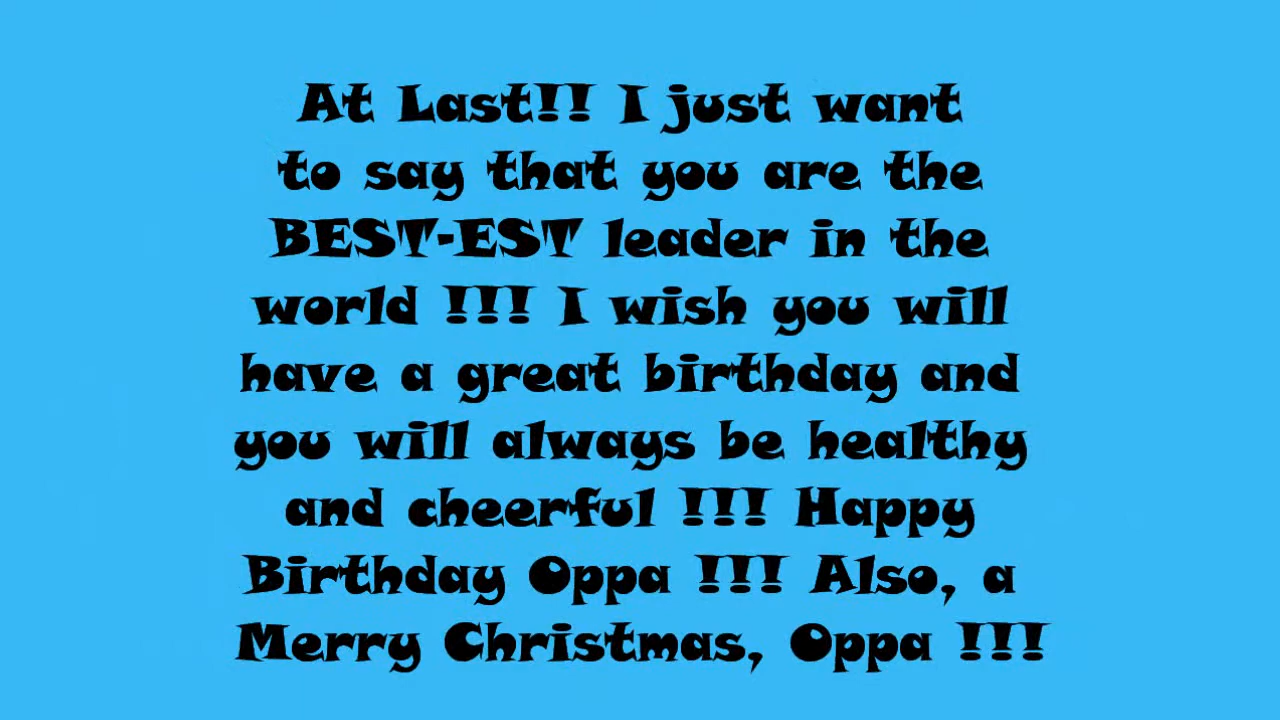 At Last!! I just want
to say that you are the
BEST-EST leader in the
world !!! I wish you will
have a great birthday and
you will always be healthy
and cheerful !!! Happy
Birthday Oppa !!! Also, a
Merry Christmas, Oppa !!!